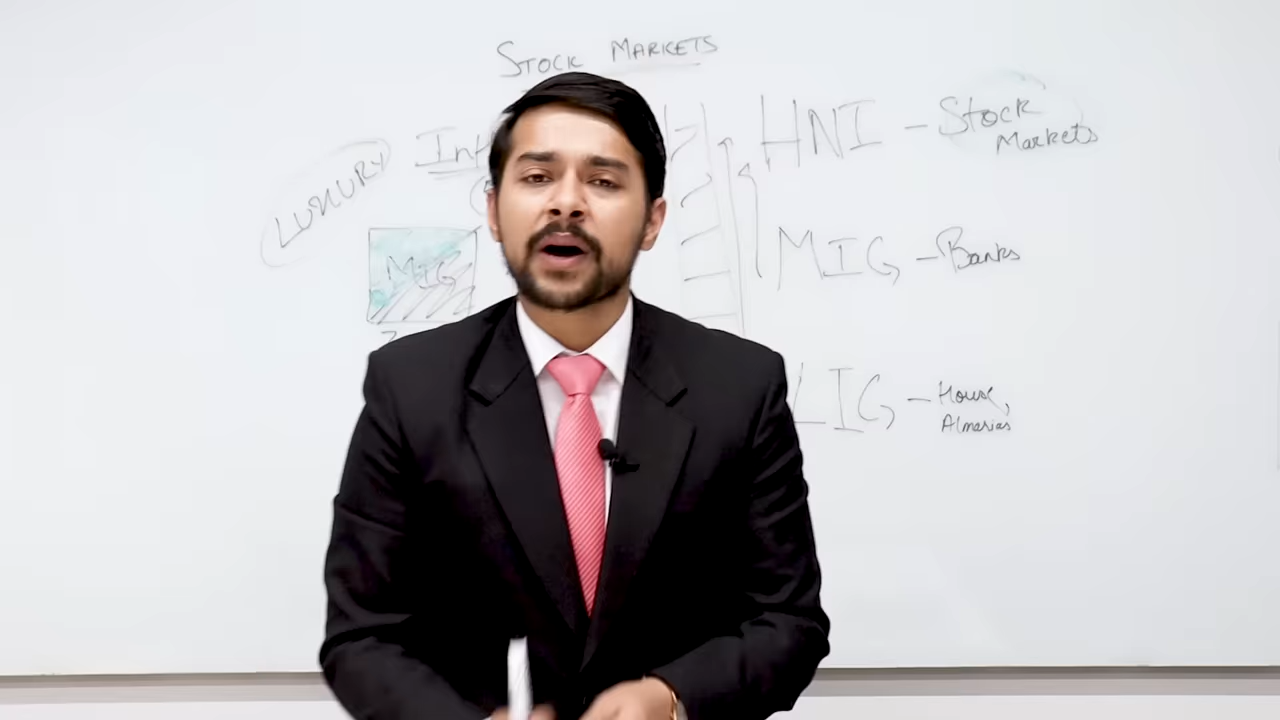 STOCK MARKETS
LUXURY
HNI - Stock
Markets
MIG
MIG - Banks
LIG - House,
Almarias